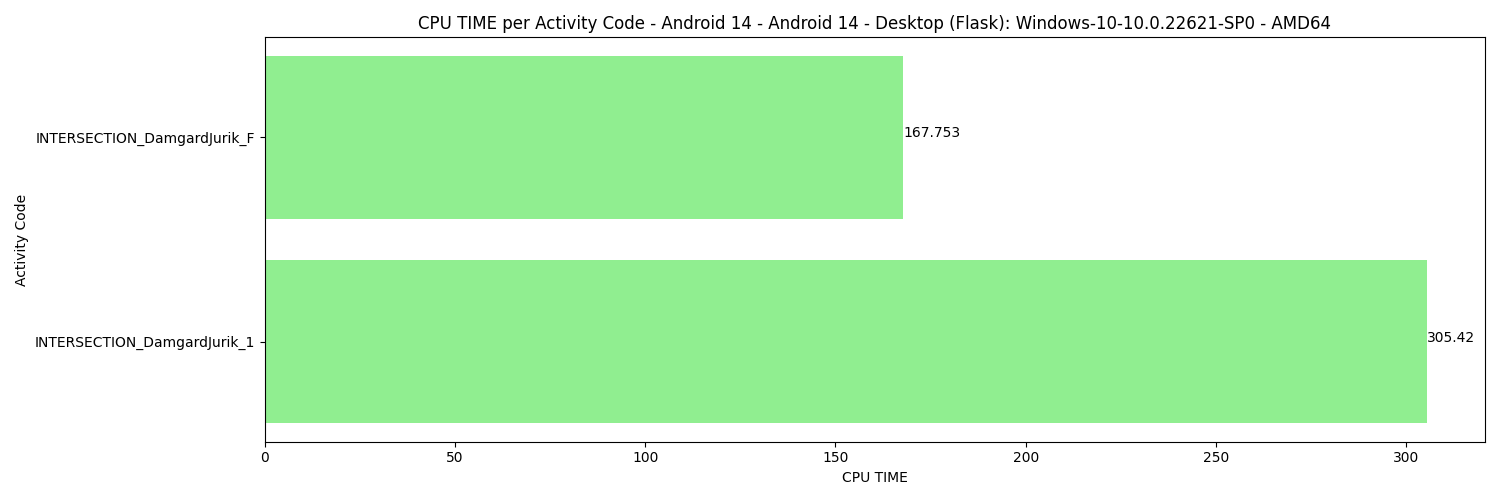 CPU TIME per Activity Code - Android 14 - Android 14 - Desktop (Flask): Windows-10-10.0.22621-SP0 - AMD64
INTERSECTION_DamgardJurik_F
167.753
Activity Code
INTERSECTION_DamgardJurik_1
305.42
0 50 100 150 200 250 300
CPU TIME